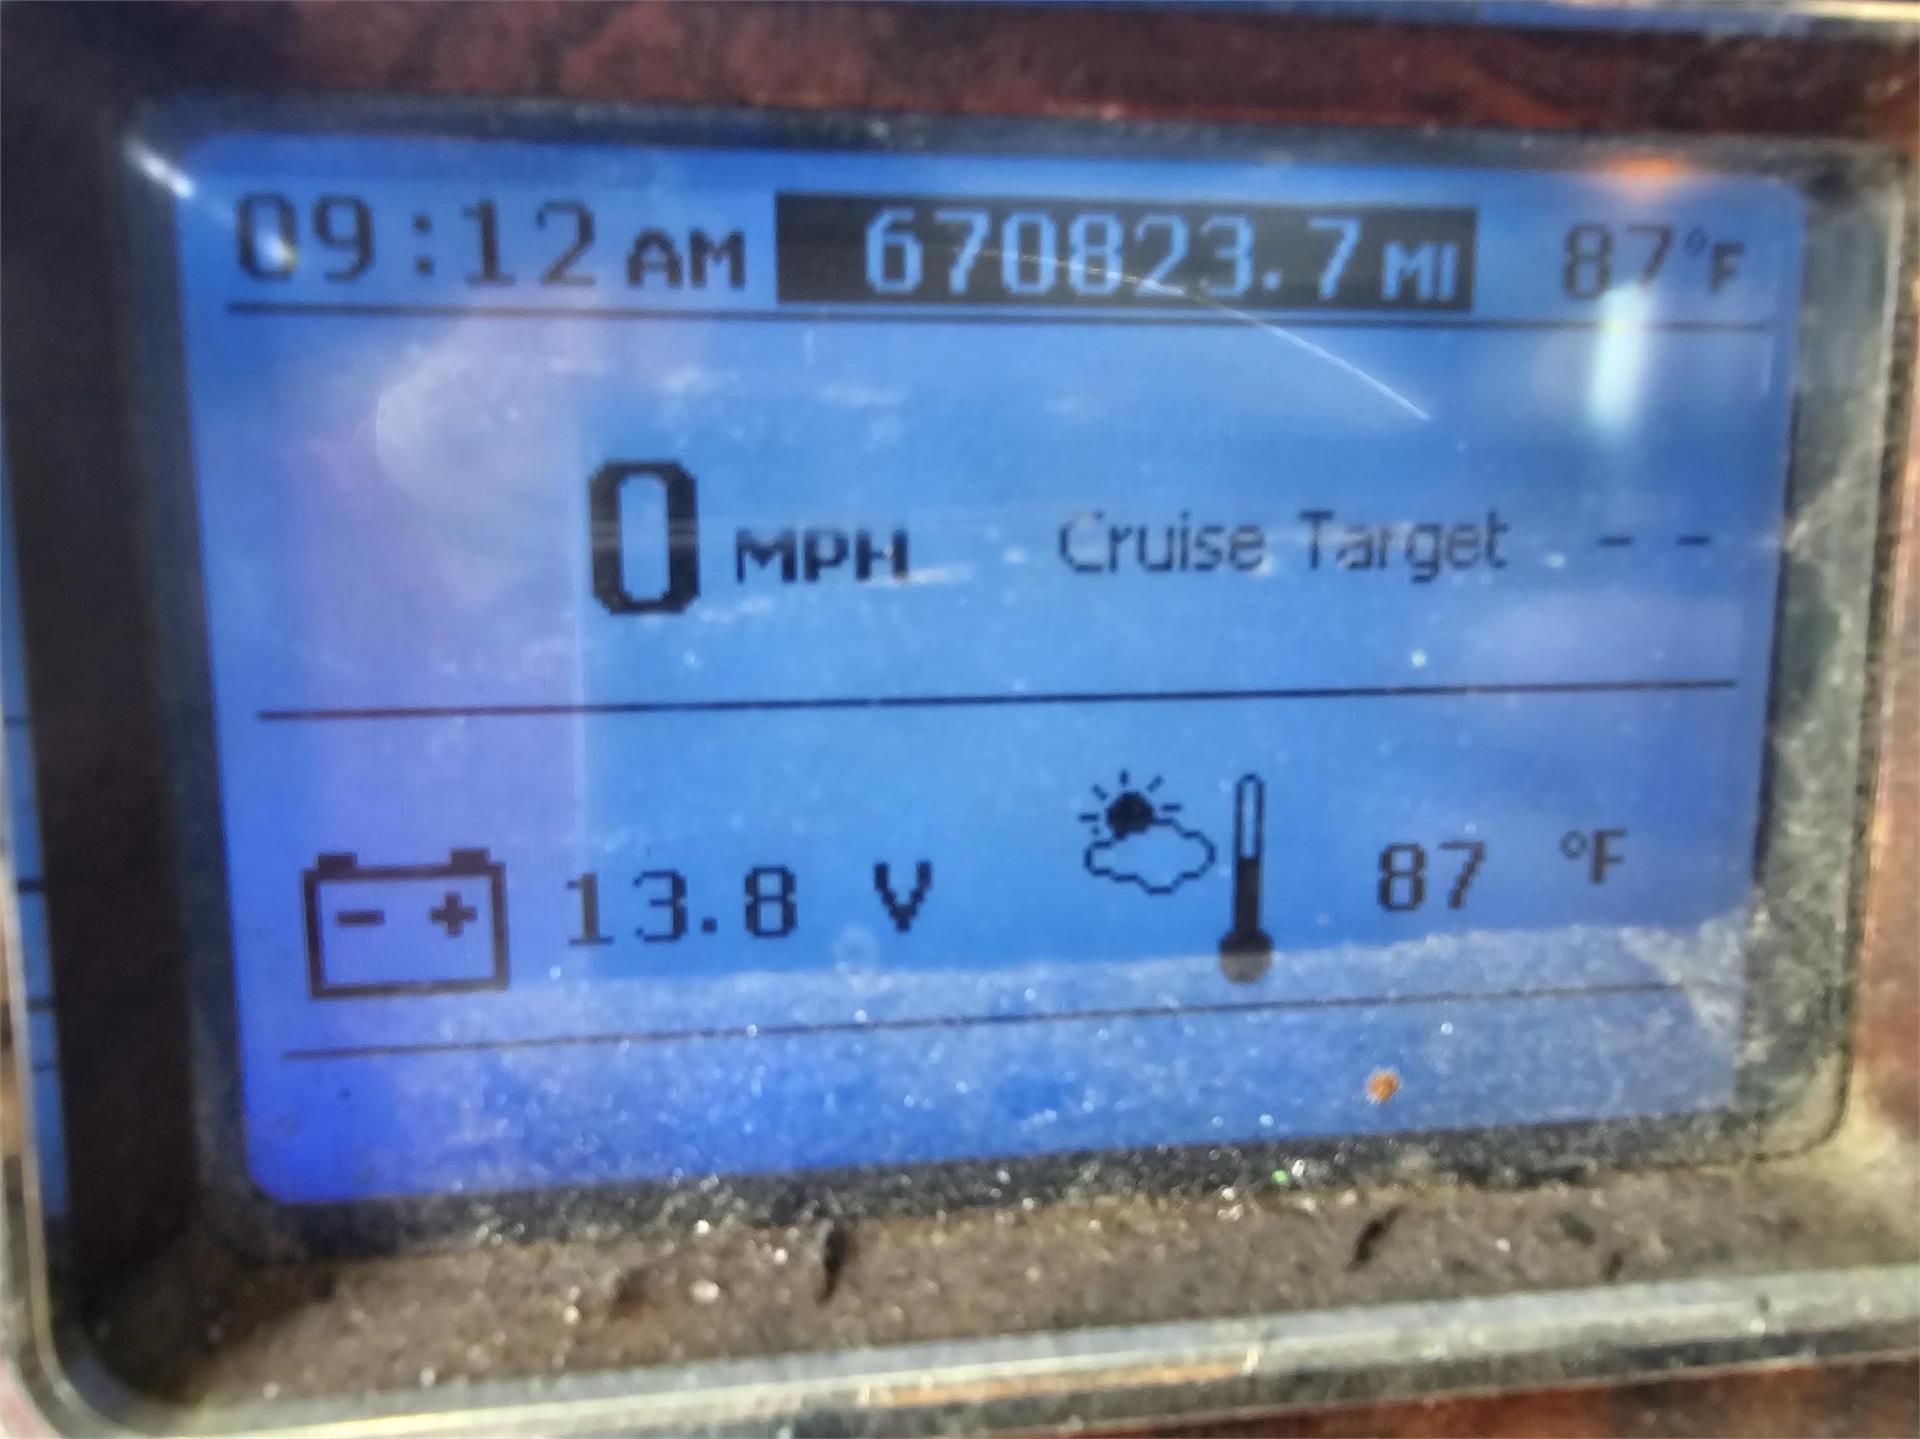 09:12 AM 670823.7 MI 87°F
0 MPH Cruise Target - -
- + 13.8 V 87 °F